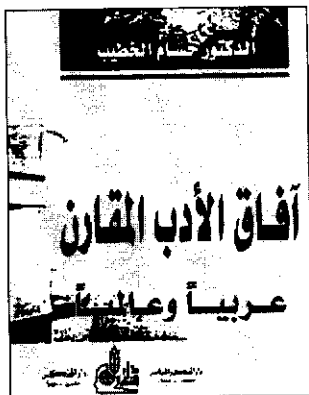 الدكتور حسام الخطيب
آفاق الأدب المقارن
عربياً وعالمياً